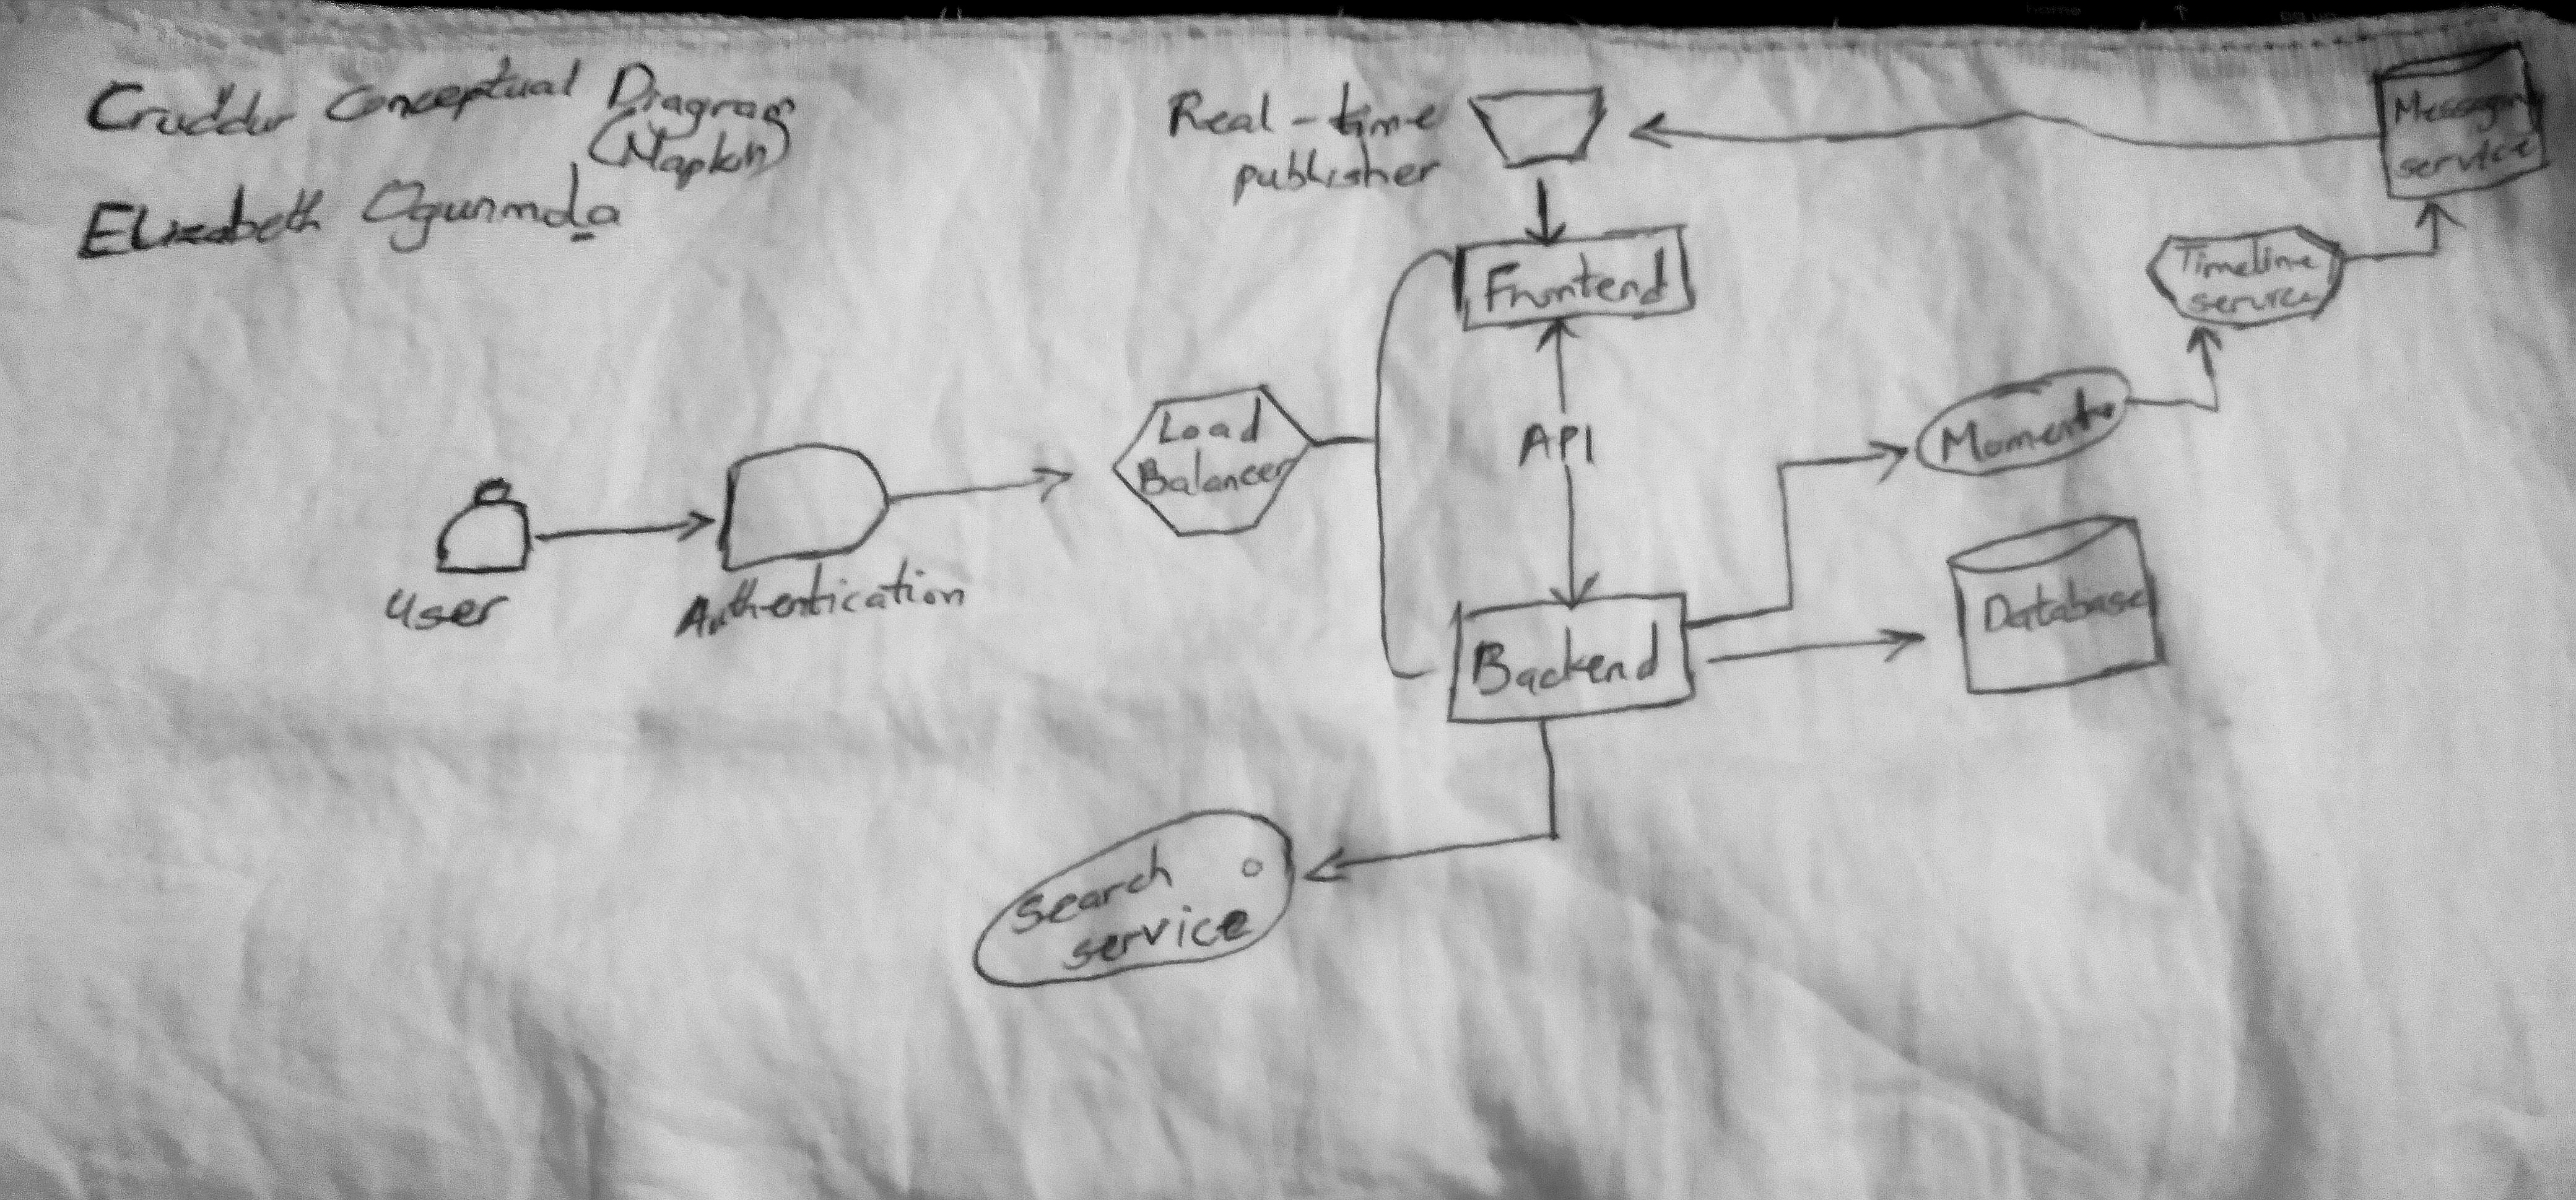 Cruddur Conceptual Diagram
(Napkin)
Elizabeth Ogunmola
Real-time
publisher
Messaging
service
Frontend
Timeline
service
Load
Balancer
API
Momento
User
Authentication
Database
Backend
Search
service